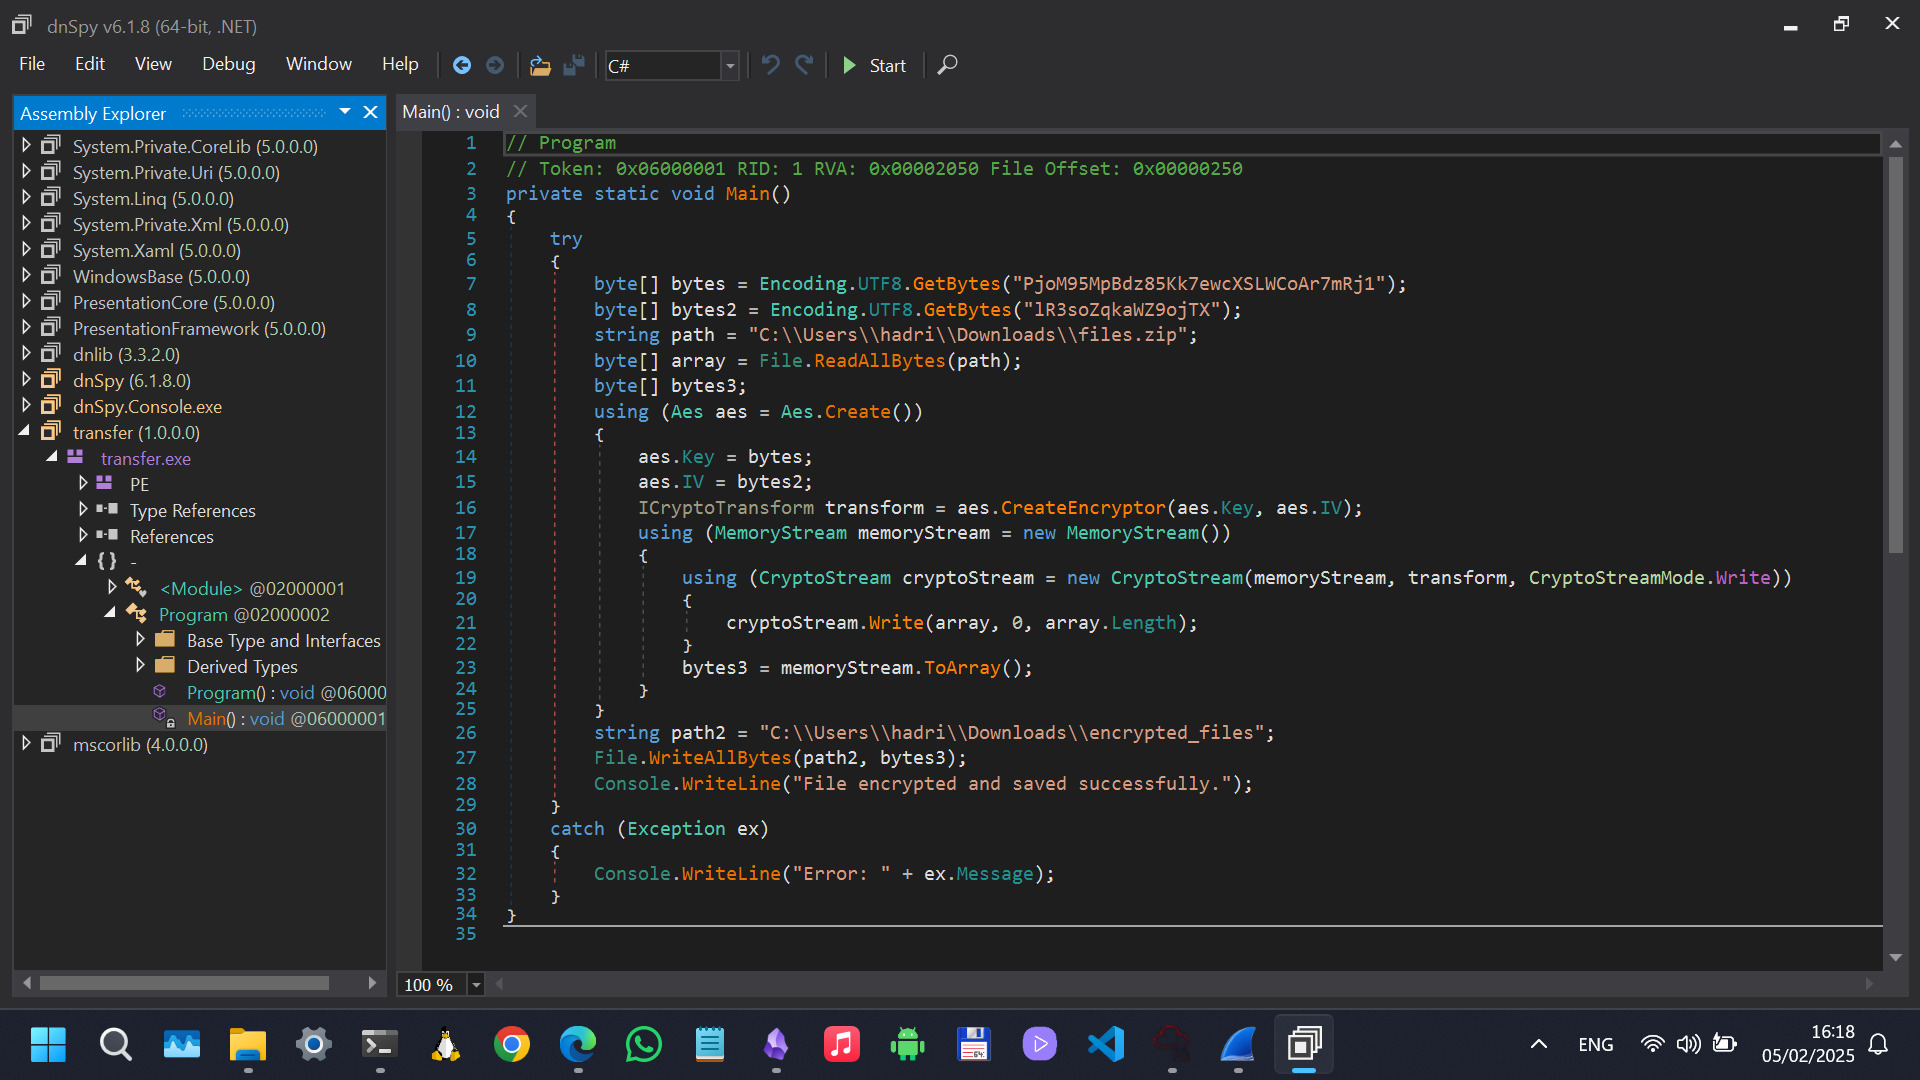 dnSpy v6.1.8 (64-bit, .NET)
File Edit View Debug Window Help C# Start
Assembly Explorer
System.Private.CoreLib (5.0.0.0)
System.Private.Uri (5.0.0.0)
System.Linq (5.0.0.0)
System.Private.Xml (5.0.0.0)
System.Xaml (5.0.0.0)
WindowsBase (5.0.0.0)
PresentationCore (5.0.0.0)
PresentationFramework (5.0.0.0)
dnlib (3.3.2.0)
dnSpy (6.1.8.0)
dnSpy.Console.exe
transfer (1.0.0.0)
transfer.exe
PE
Type References
References
{ } -
<Module> @02000001
Program @02000002
Base Type and Interfaces
Derived Types
Program() : void @06000
Main() : void @06000001
mscorlib (4.0.0.0)
Main() : void
1 // Program
2 // Token: 0x06000001 RID: 1 RVA: 0x00002050 File Offset: 0x00000250
3 private static void Main()
4 {
5 try
6 {
7 byte[] bytes = Encoding.UTF8.GetBytes("PjoM95MpBdz85Kk7ewcXSLWCoAr7mRj1");
8 byte[] bytes2 = Encoding.UTF8.GetBytes("lR3soZqkaWZ9ojTX");
9 string path = "C:\\Users\\hadri\\Downloads\\files.zip";
10 byte[] array = File.ReadAllBytes(path);
11 byte[] bytes3;
12 using (Aes aes = Aes.Create())
13 {
14 aes.Key = bytes;
15 aes.IV = bytes2;
16 ICryptoTransform transform = aes.CreateEncryptor(aes.Key, aes.IV);
17 using (MemoryStream memoryStream = new MemoryStream())
18 {
19 using (CryptoStream cryptoStream = new CryptoStream(memoryStream, transform, CryptoStreamMode.Write))
20 {
21 cryptoStream.Write(array, 0, array.Length);
22 }
23 bytes3 = memoryStream.ToArray();
24 }
25 }
26 string path2 = "C:\\Users\\hadri\\Downloads\\encrypted_files";
27 File.WriteAllBytes(path2, bytes3);
28 Console.WriteLine("File encrypted and saved successfully.");
29 }
30 catch (Exception ex)
31 {
32 Console.WriteLine("Error: " + ex.Message);
33 }
34 }
35
100 %
64
ENG
16:18
05/02/2025